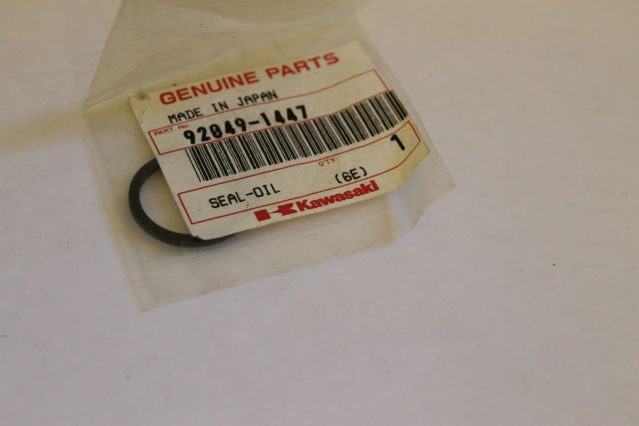 GENUINE PARTS
MADE IN JAPAN
PART No.
92049-1447
QTY.
1
SEAL-OIL (6E)
Kawasaki